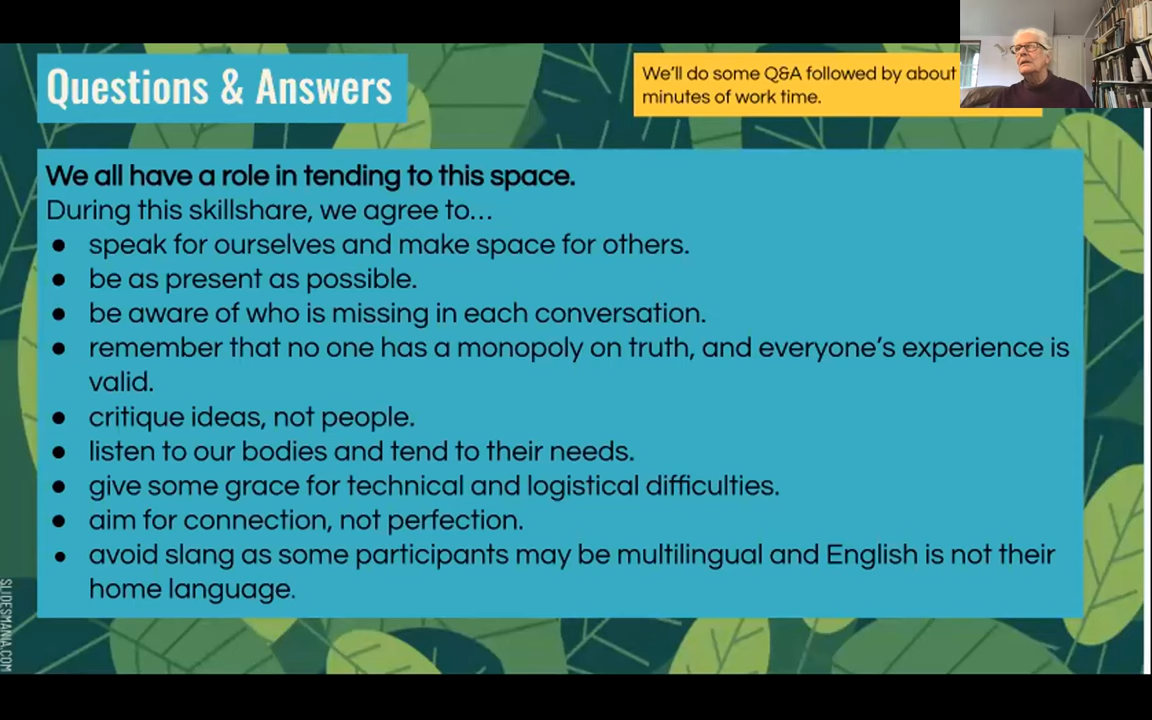 Questions & Answers
We'll do some Q&A followed by about
minutes of work time.
We all have a role in tending to this space.
During this skillshare, we agree to…
● speak for ourselves and make space for others.
● be as present as possible.
● be aware of who is missing in each conversation.
● remember that no one has a monopoly on truth, and everyone's experience is
valid.
● critique ideas, not people.
● listen to our bodies and tend to their needs.
● give some grace for technical and logistical difficulties.
● aim for connection, not perfection.
● avoid slang as some participants may be multilingual and English is not their
home language.
SLIDESMANIA.COM